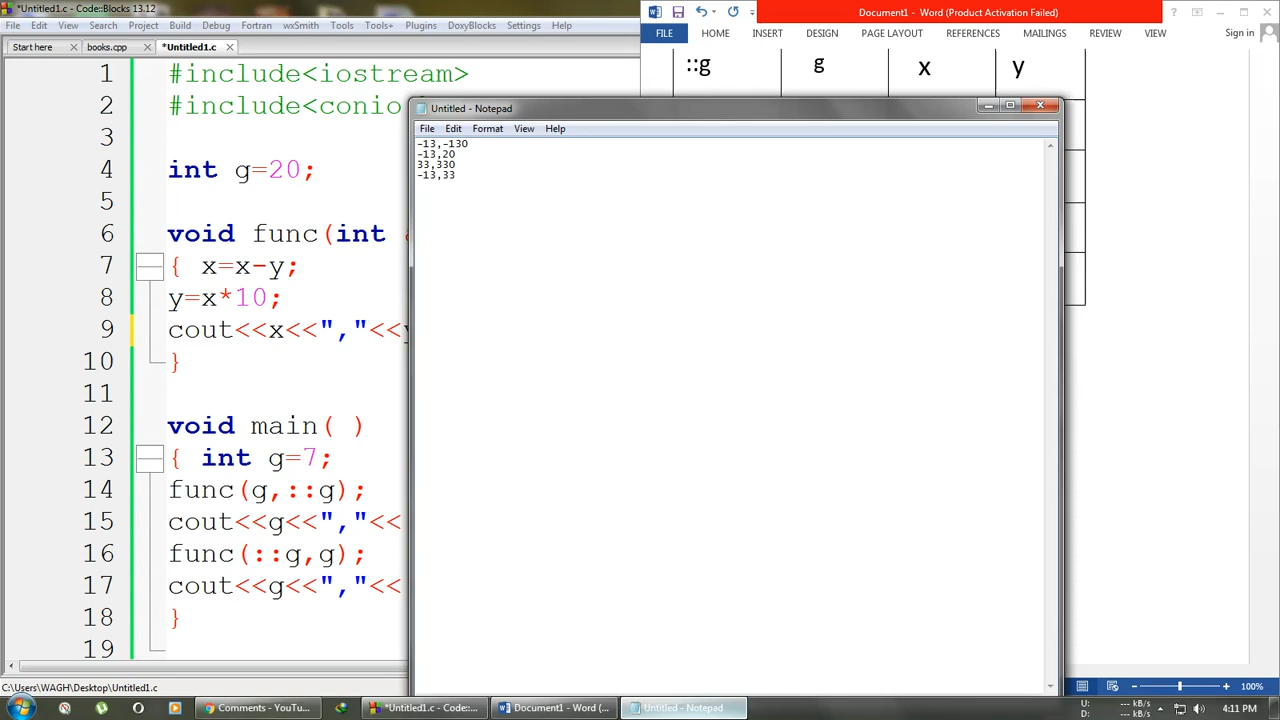 *Untitled1.c - Code::Blocks 13.12
File Edit View Search Project Build Debug Fortran wxSmith Tools Tools+ Plugins DoxyBlocks Settings Help
Start here books.cpp *Untitled1.c
1 #include<iostream>
2 #include<conio
3
4 int g=20;
5
6 void func(int
7 { x=x-y;
8 y=x*10;
9 cout<<x<<","<<y
10 }
11
12 void main( )
13 { int g=7;
14 func(g,::g);
15 cout<<g<<","<<
16 func(::g,g);
17 cout<<g<<","<<
18 }
19
C:\Users\WAGH\Desktop\Untitled1.c
Document1 - Word (Product Activation Failed)
FILE HOME INSERT DESIGN PAGE LAYOUT REFERENCES MAILINGS REVIEW VIEW Sign in
::g g x y
Untitled - Notepad
File Edit Format View Help
-13,-130
-13,20
33,330
-13,33
100%
Comments - YouTu... *Untitled1.c - Code::... Document1 - Word (... Untitled - Notepad
U: --- kB/s
D: --- kB/s
4:11 PM